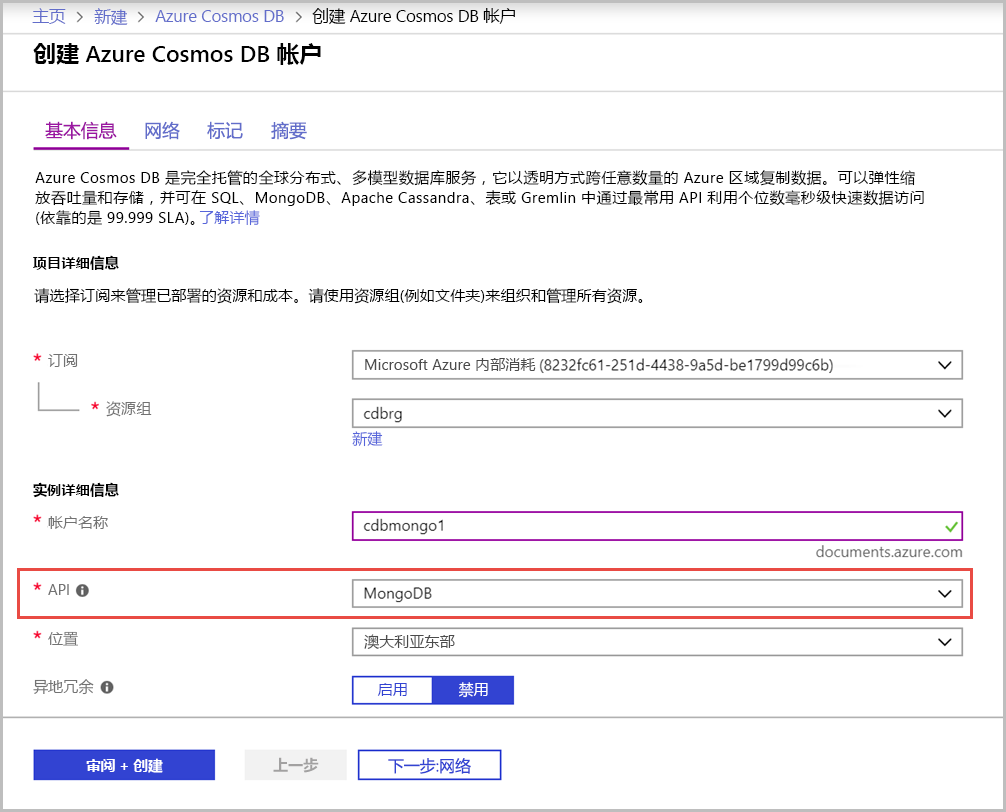 主页 > 新建 > Azure Cosmos DB > 创建 Azure Cosmos DB 帐户
创建 Azure Cosmos DB 帐户
基本信息 网络 标记 摘要
Azure Cosmos DB 是完全托管的全球分布式、多模型数据库服务，它以透明方式跨任意数量的 Azure 区域复制数据。可以弹性缩
放吞吐量和存储，并可在 SQL、MongoDB、Apache Cassandra、表或 Gremlin 中通过最常用 API 利用个位数毫秒级快速数据访问
(依靠的是 99.999 SLA)。了解详情
项目详细信息
请选择订阅来管理已部署的资源和成本。请使用资源组(例如文件夹)来组织和管理所有资源。
* 订阅 Microsoft Azure 内部消耗 (8232fc61-251d-4438-9a5d-be1799d99c6b)
* 资源组 cdbrg
新建
实例详细信息
* 帐户名称 cdbmongo1
documents.azure.com
* API MongoDB
* 位置 澳大利亚东部
异地冗余 启用 禁用
审阅 + 创建 上一步 下一步:网络